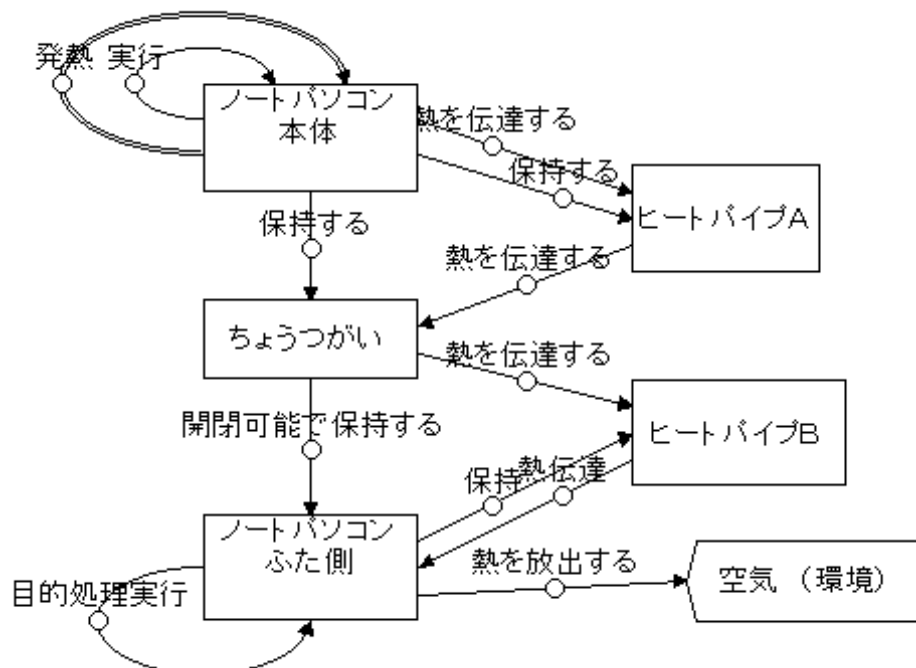 発熱 実行
ノートパソコン
本体
熱を伝達する
保持する
ヒートパイプA
保持する
熱を伝達する
ちょうつがい
熱を伝達する
開閉可能で保持する
ヒートパイプB
保持
熱伝達
ノートパソコン
ふた側
熱を放出する
空気 （環境）
目的処理実行